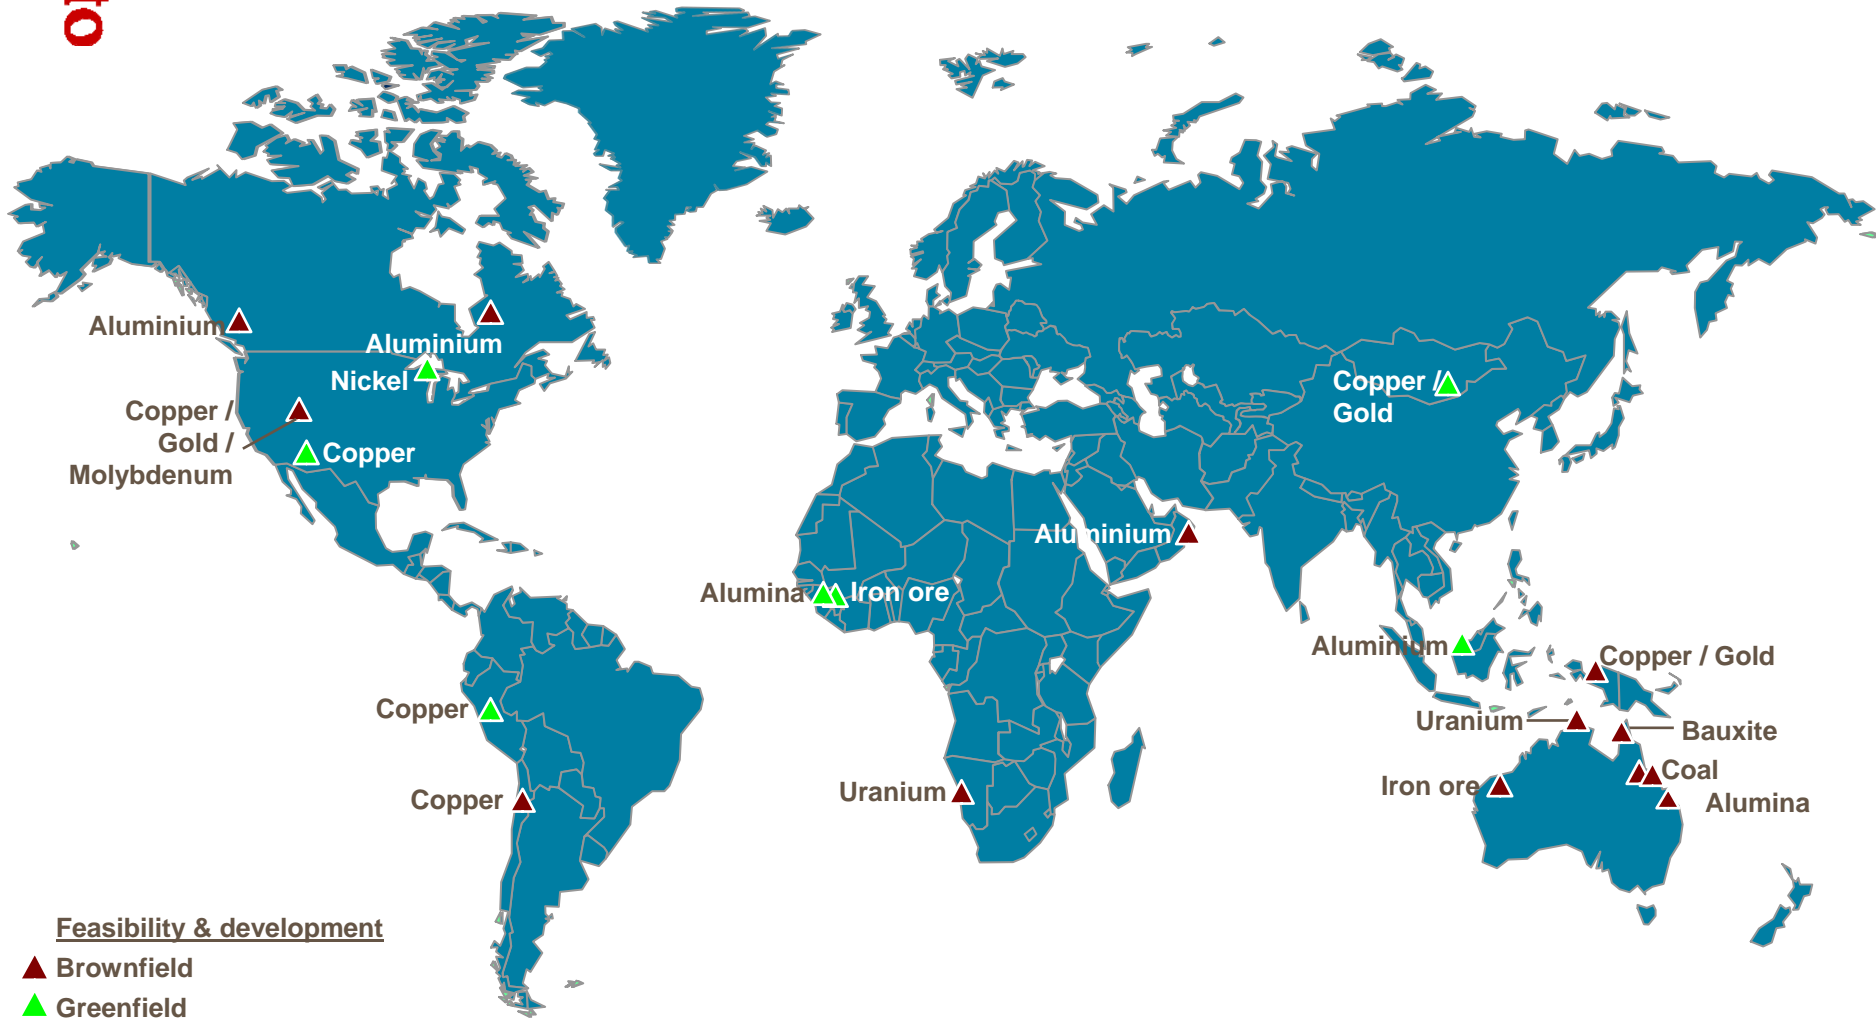 to
Aluminium
Aluminium
Nickel
Copper /
Gold /
Molybdenum
Copper
Copper /
Gold
Aluminium
Alumina
Iron ore
Aluminium
Copper / Gold
Copper
Uranium
Bauxite
Coal
Iron ore
Uranium
Copper
Alumina
Feasibility & development
Brownfield
Greenfield